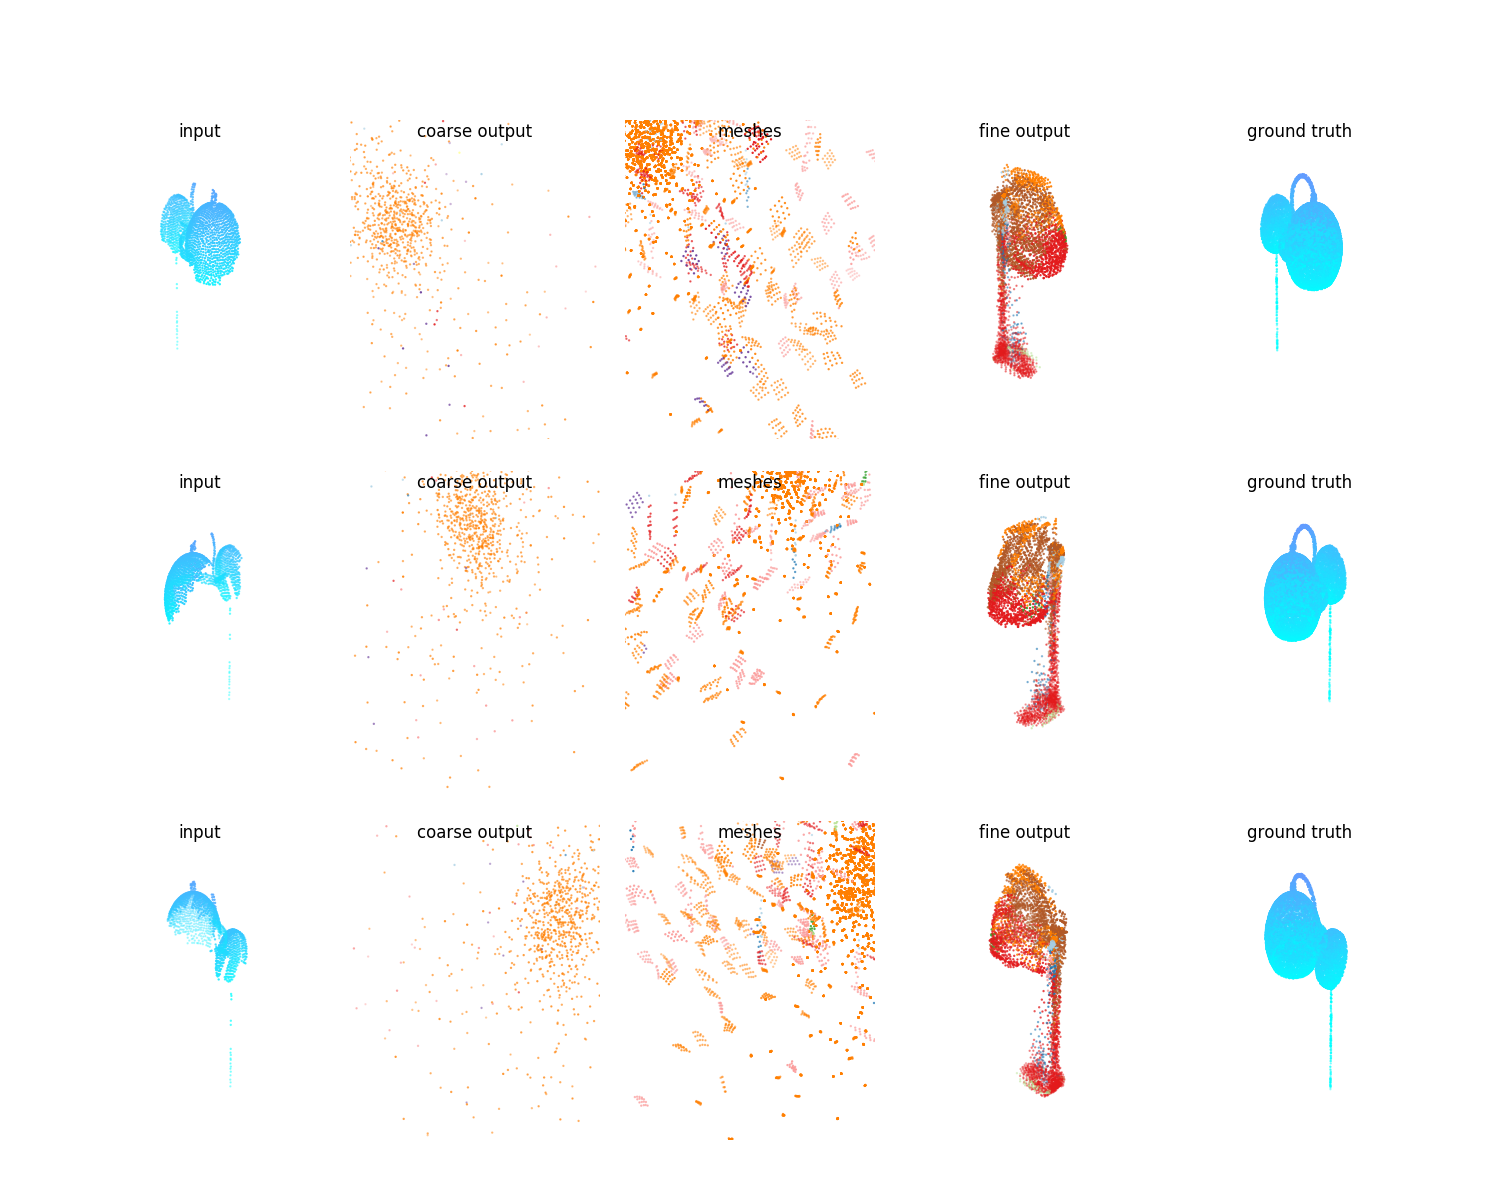 input
coarse output
meshes
fine output
ground truth
input
coarse output
meshes
fine output
ground truth
input
coarse output
meshes
fine output
ground truth